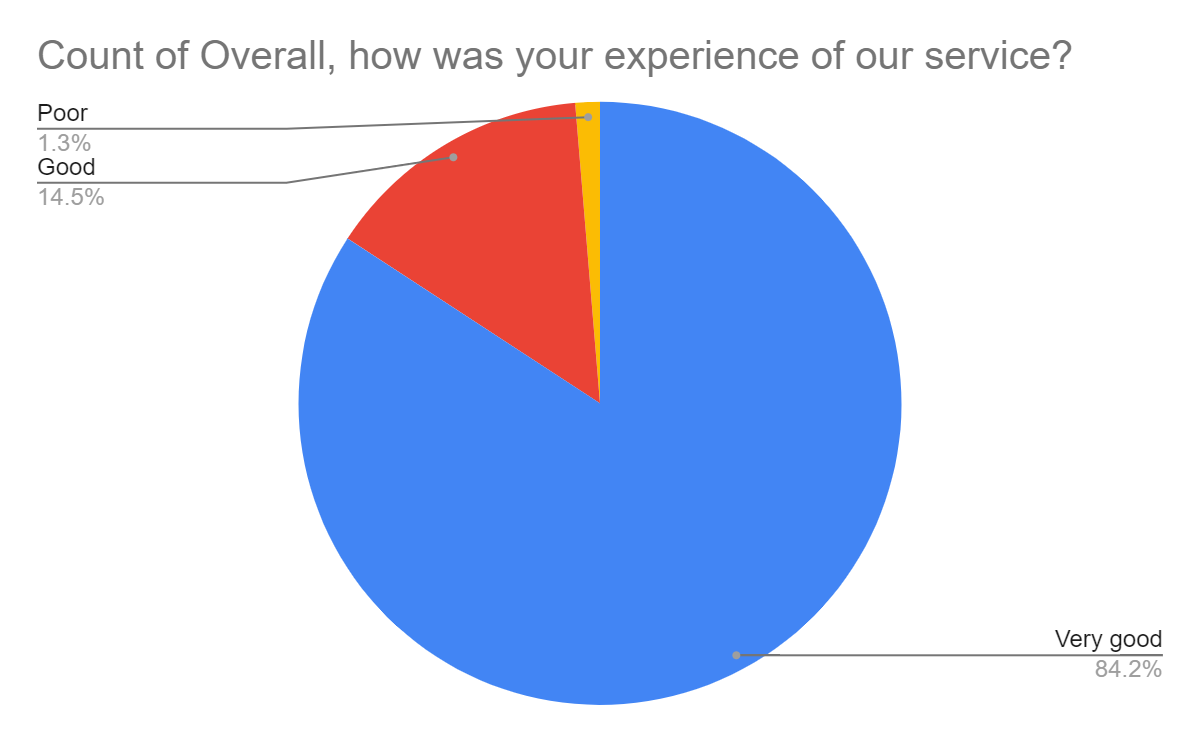 Count of Overall, how was your experience of our service?
Poor
1.3%
Good
14.5%
Very good
84.2%